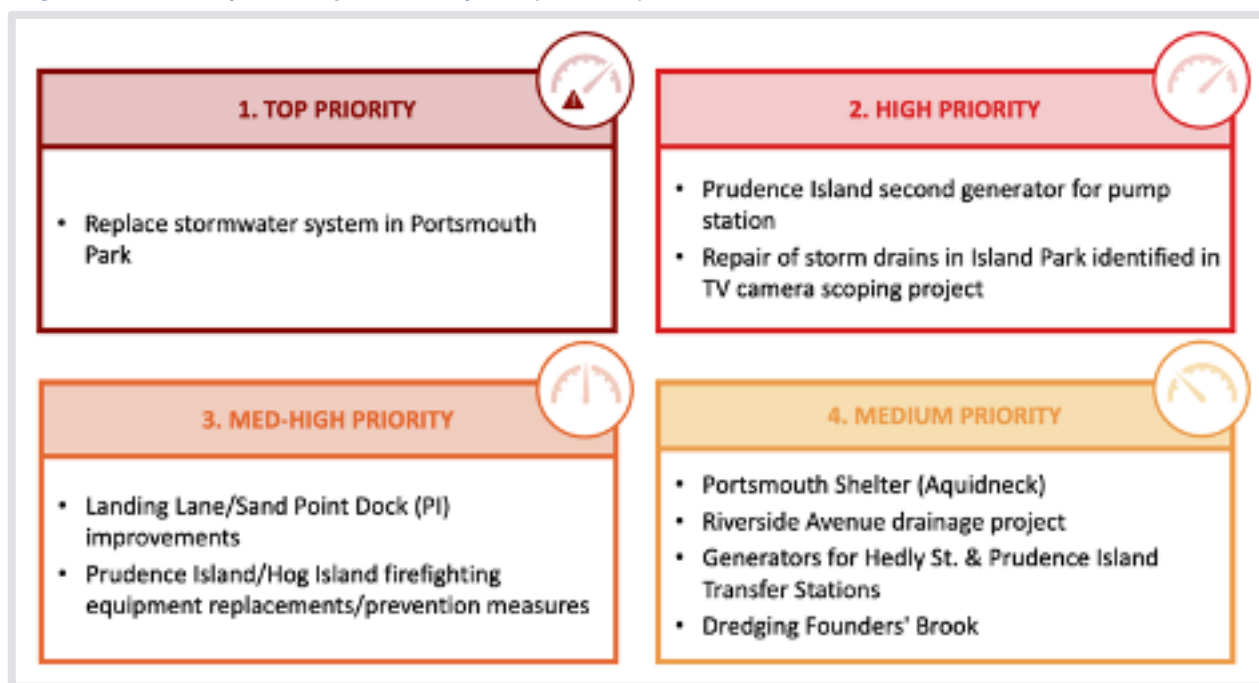 1. TOP PRIORITY
• Replace stormwater system in Portsmouth
Park
2. HIGH PRIORITY
• Prudence Island second generator for pump
station
• Repair of storm drains in Island Park identified in
TV camera scoping project
3. MED-HIGH PRIORITY
• Landing Lane/Sand Point Dock (PI)
improvements
• Prudence Island/Hog Island firefighting
equipment replacements/prevention measures
4. MEDIUM PRIORITY
• Portsmouth Shelter (Aquidneck)
• Riverside Avenue drainage project
• Generators for Hedly St. & Prudence Island
Transfer Stations
• Dredging Founders' Brook